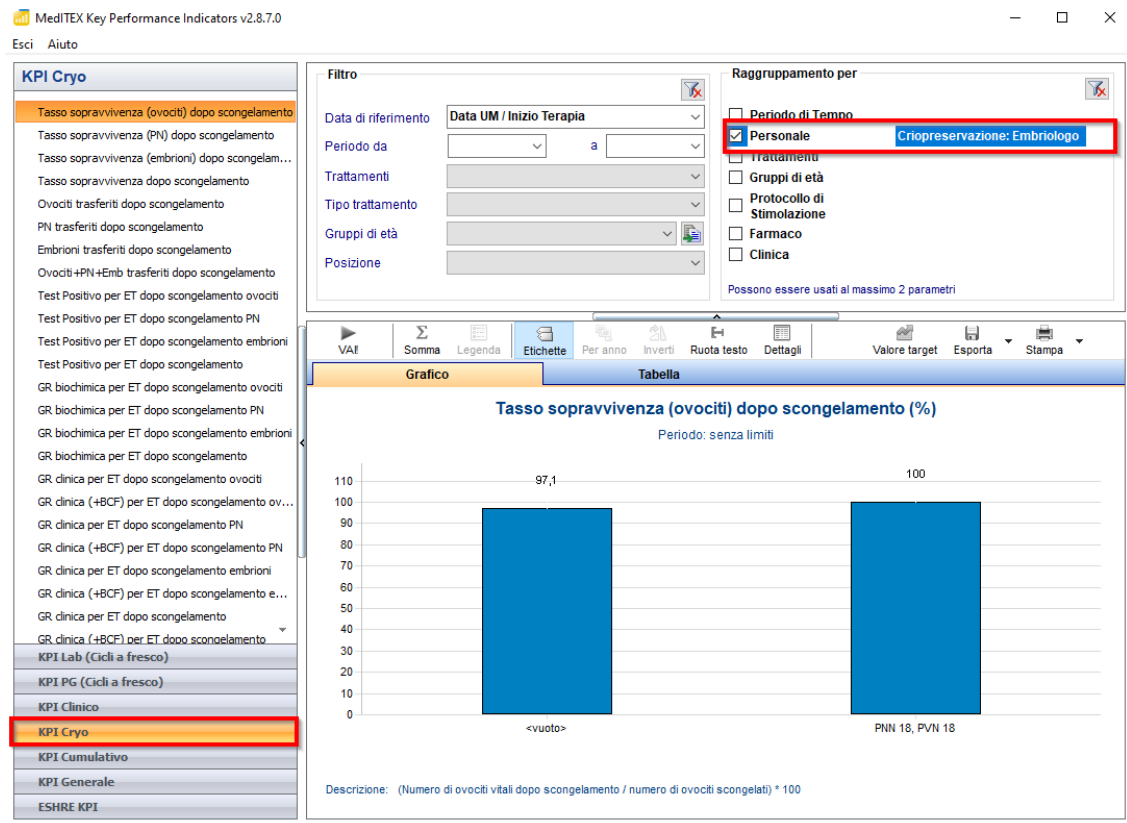 MedITEX Key Performance Indicators v2.8.7.0
Esci Aiuto
KPI Cryo
Tasso sopravvivenza (ovociti) dopo scongelamento
Tasso sopravvivenza (PN) dopo scongelamento
Tasso sopravvivenza (embrioni) dopo scongelam...
Tasso sopravvivenza dopo scongelamento
Ovociti trasferiti dopo scongelamento
PN trasferiti dopo scongelamento
Embrioni trasferiti dopo scongelamento
Ovociti+PN+Emb trasferiti dopo scongelamento
Test Positivo per ET dopo scongelamento ovociti
Test Positivo per ET dopo scongelamento PN
Test Positivo per ET dopo scongelamento embrioni
Test Positivo per ET dopo scongelamento
GR biochimica per ET dopo scongelamento ovociti
GR biochimica per ET dopo scongelamento PN
GR biochimica per ET dopo scongelamento embrioni
GR biochimica per ET dopo scongelamento
GR clinica per ET dopo scongelamento ovociti
GR clinica (+BCF) per ET dopo scongelamento ov...
GR clinica per ET dopo scongelamento PN
GR clinica (+BCF) per ET dopo scongelamento PN
GR clinica per ET dopo scongelamento embrioni
GR clinica (+BCF) per ET dopo scongelamento e...
GR clinica per ET dopo scongelamento
GR clinica (+BCF) per ET dopo scongelamento
KPI Lab (Cicli a fresco)
KPI PG (Cicli a fresco)
KPI Clinico
KPI Cryo
KPI Cumulativo
KPI Generale
ESHRE KPI
Filtro
Data di riferimento Data UM / Inizio Terapia
Periodo da a
Trattamenti
Tipo trattamento
Gruppi di età
Posizione
Raggruppamento per
Periodo di Tempo
Personale Criopreservazione: Embriologo
Trattamenti
Gruppi di età
Protocollo di
Stimolazione
Farmaco
Clinica
Possono essere usati al massimo 2 parametri
VAI! Somma Legenda Etichette Per anno Inverti Ruota testo Dettagli Valore target Esporta Stampa
Grafico Tabella
Tasso sopravvivenza (ovociti) dopo scongelamento (%)
Periodo: senza limiti
97,1 100
110
100
90
80
70
60
50
40
30
20
10
0
<vuoto> PNN 18, PVN 18
Descrizione: (Numero di ovociti vitali dopo scongelamento / numero di ovociti scongelati) * 100